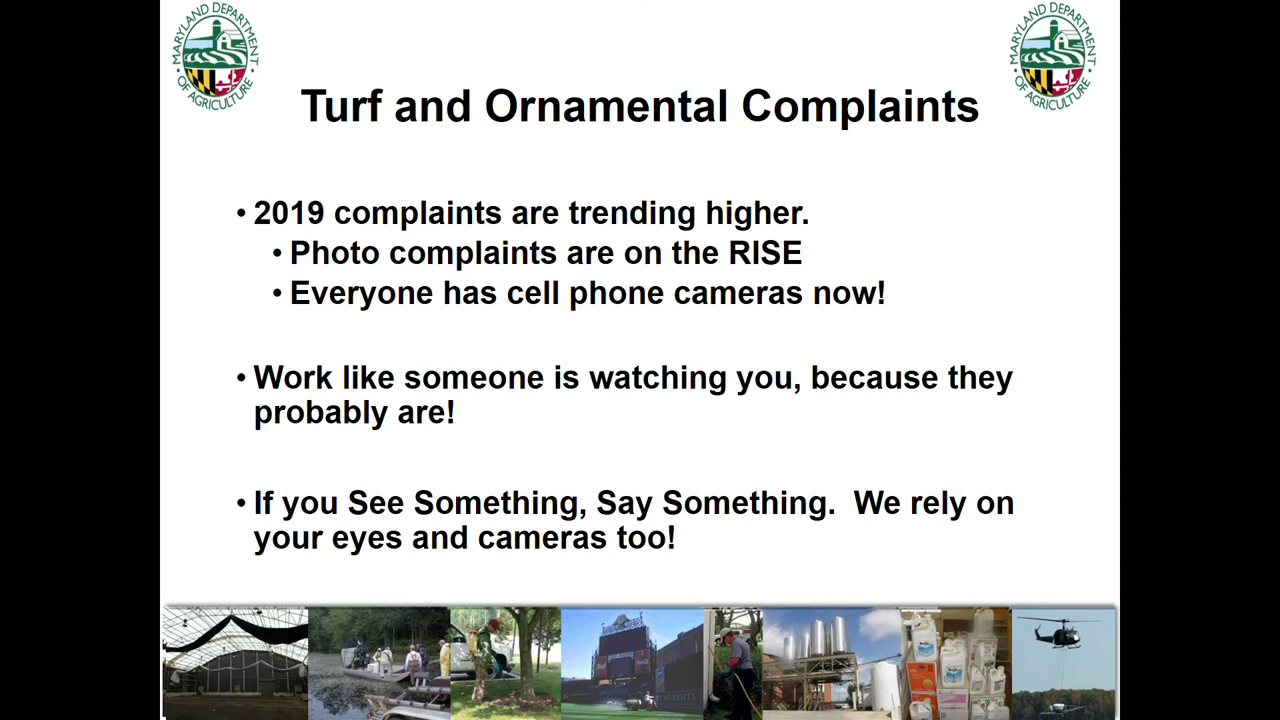 MARYLAND DEPARTMENT
OF AGRICULTURE
MARYLAND DEPARTMENT
OF AGRICULTURE
Turf and Ornamental Complaints
• 2019 complaints are trending higher.
• Photo complaints are on the RISE
• Everyone has cell phone cameras now!
• Work like someone is watching you, because they
probably are!
• If you See Something, Say Something.  We rely on
your eyes and cameras too!